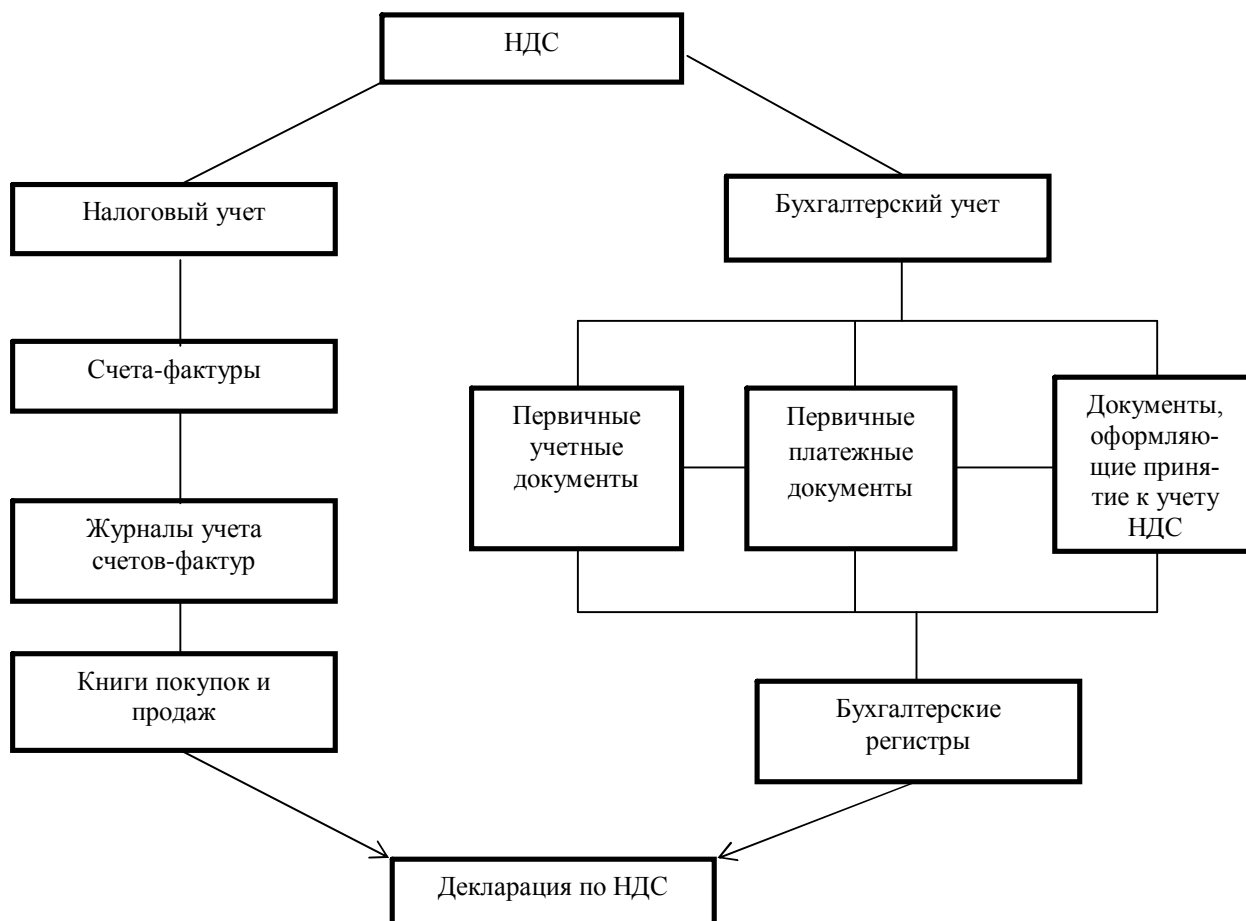 НДС
Налоговый учет
Бухгалтерский учет
Счета-фактуры
Первичные
учетные
документы
Первичные
платежные
документы
Документы,
оформляю-
щие приня-
тие к учету
НДС
Журналы учета
счетов-фактур
Книги покупок и
продаж
Бухгалтерские
регистры
Декларация по НДС